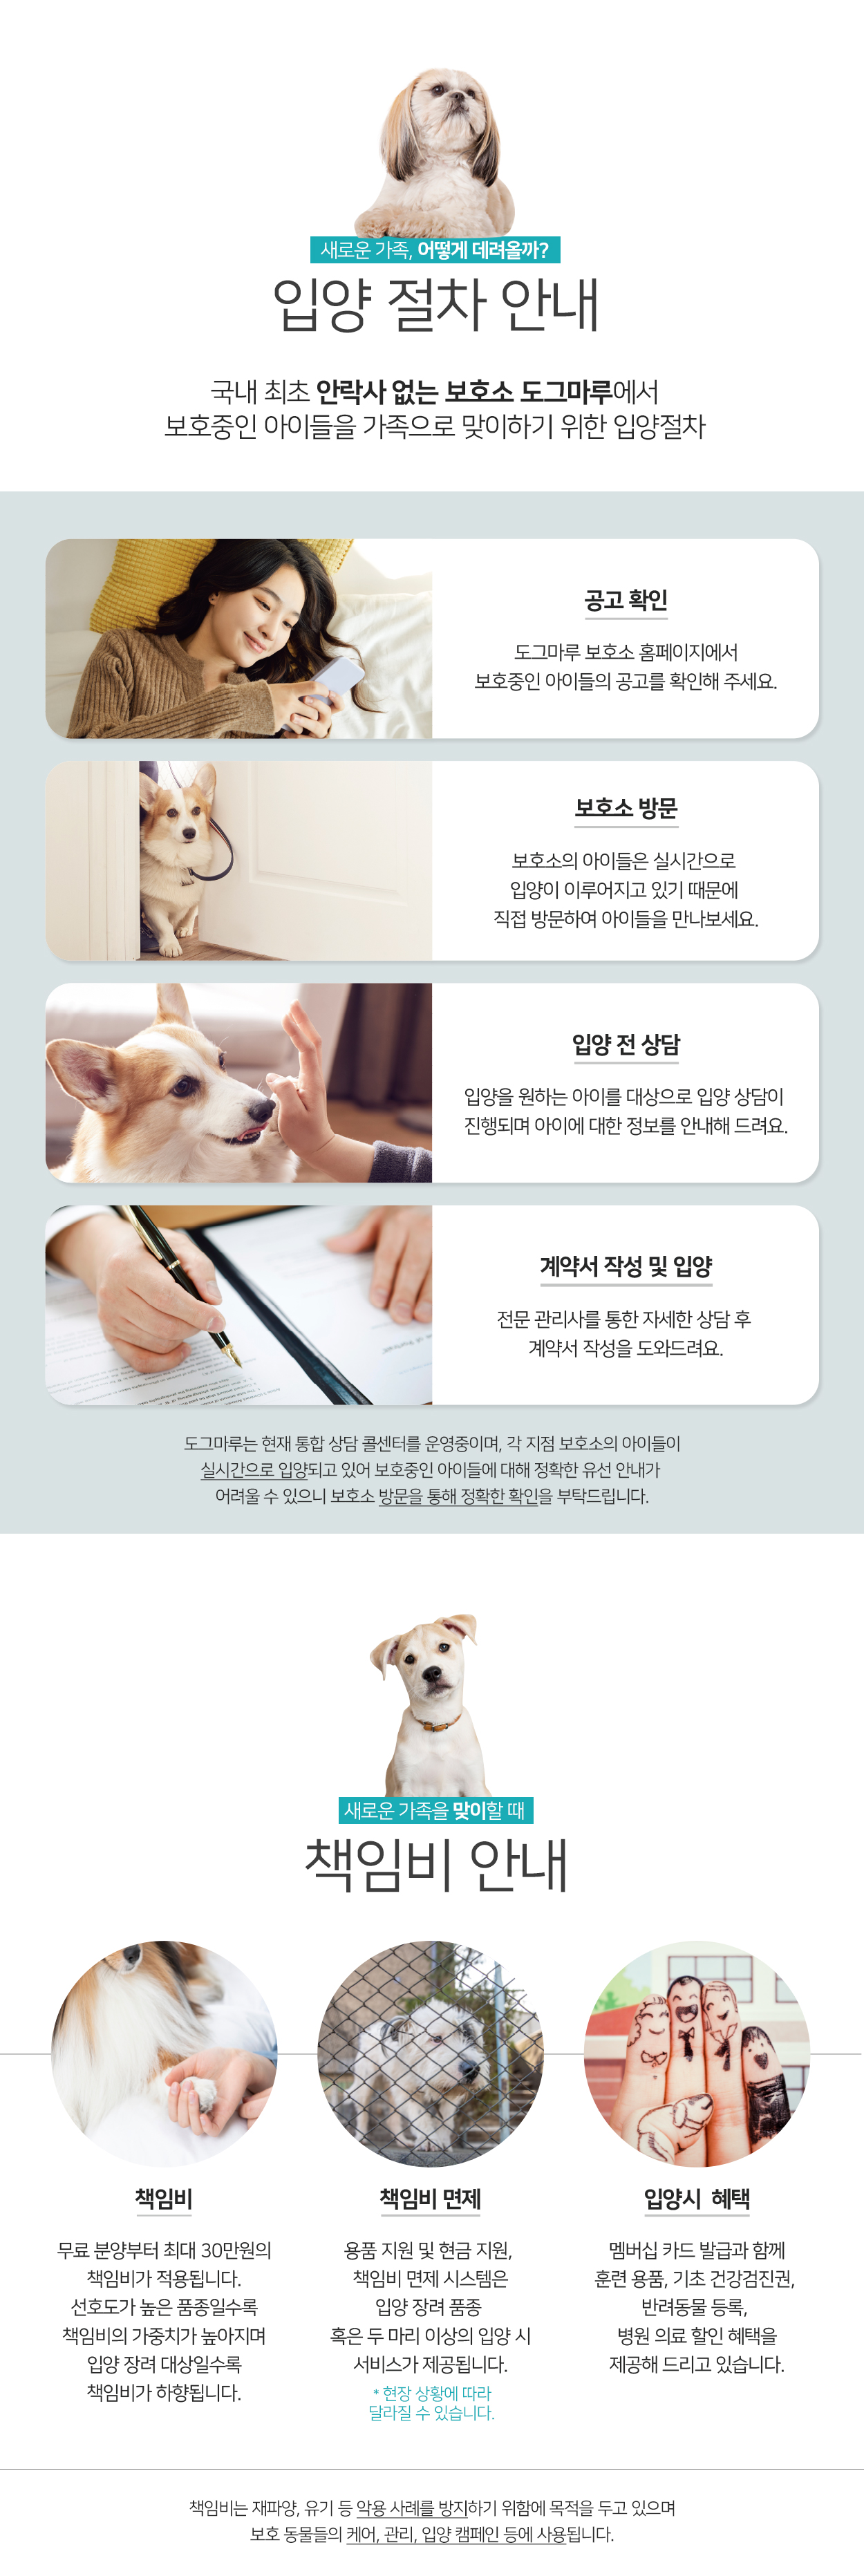 새로운 가족, 어떻게 데려올까?
입양 절차 안내
국내 최초 안락사 없는 보호소 도그마루에서
보호중인 아이들을 가족으로 맞이하기 위한 입양절차
공고 확인
도그마루 보호소 홈페이지에서
보호중인 아이들의 공고를 확인해 주세요.
보호소 방문
보호소의 아이들은 실시간으로
입양이 이루어지고 있기 때문에
직접 방문하여 아이들을 만나보세요.
입양 전 상담
입양을 원하는 아이를 대상으로 입양 상담이
진행되며 아이에 대한 정보를 안내해 드려요.
계약서 작성 및 입양
전문 관리사를 통한 자세한 상담 후
계약서 작성을 도와드려요.
도그마루는 현재 통합 상담 콜센터를 운영중이며, 각 지점 보호소의 아이들이
실시간으로 입양되고 있어 보호중인 아이들에 대해 정확한 유선 안내가
어려울 수 있으니 보호소 방문을 통해 정확한 확인을 부탁드립니다.
새로운 가족을 맞이할 때
책임비 안내
책임비
무료 분양부터 최대 30만원의
책임비가 적용됩니다.
선호도가 높은 품종일수록
책임비의 가중치가 높아지며
입양 장려 대상일수록
책임비가 하향됩니다.
책임비 면제
용품 지원 및 현금 지원,
책임비 면제 시스템은
입양 장려 품종
혹은 두 마리 이상의 입양 시
서비스가 제공됩니다.
* 현장 상황에 따라
달라질 수 있습니다.
입양시 혜택
멤버십 카드 발급과 함께
훈련 용품, 기초 건강검진권,
반려동물 등록,
병원 의료 할인 혜택을
제공해 드리고 있습니다.
책임비는 재파양, 유기 등 악용 사례를 방지하기 위함에 목적을 두고 있으며
보호 동물들의 케어, 관리, 입양 캠페인 등에 사용됩니다.